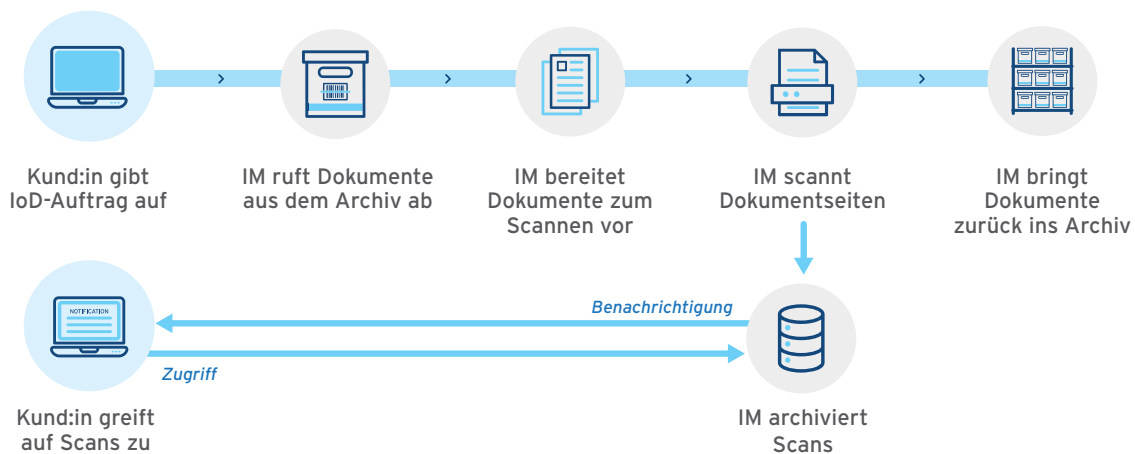 Kund:in gibt
IoD-Auftrag auf
IM ruft Dokumente
aus dem Archiv ab
IM bereitet
Dokumente zum
Scannen vor
IM scannt
Dokumentseiten
IM bringt
Dokumente
zurück ins Archiv
Benachrichtigung
NOTIFICATION
Zugriff
Kund:in greift
auf Scans zu
IM archiviert
Scans